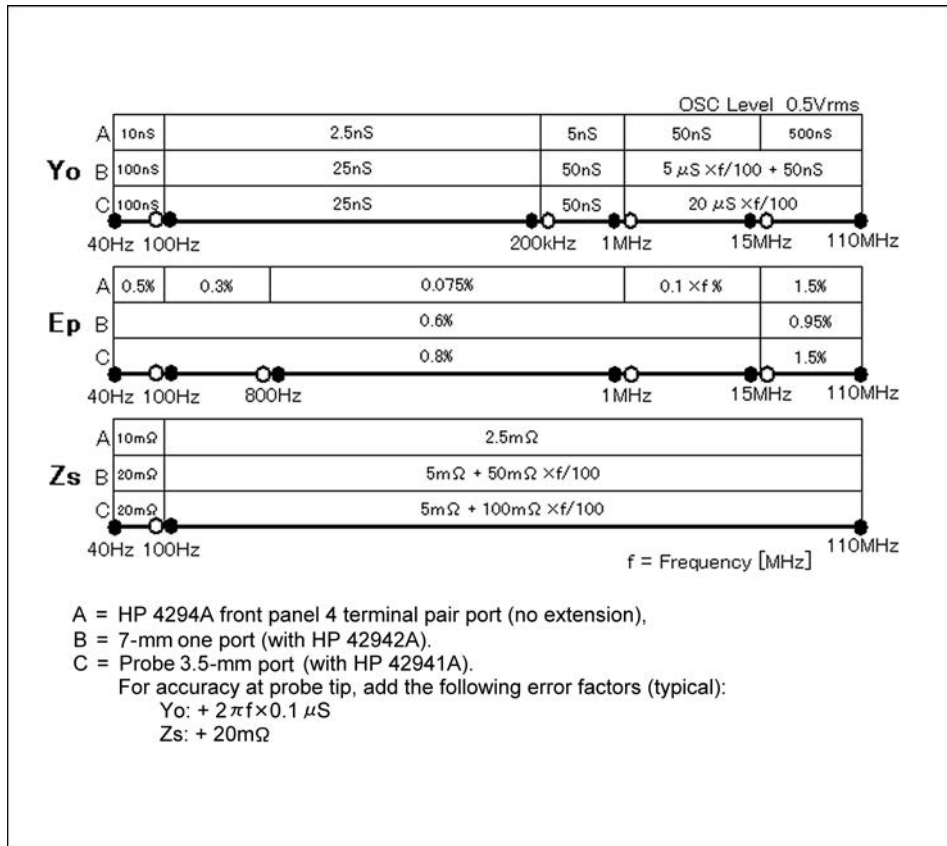 OSC Level 0.5Vrms
A 10nS 2.5nS 5nS 50nS 500nS
Yo B 100nS 25nS 50nS 5 μS ×f/100 + 50nS
C 100nS 25nS 50nS 20 μS ×f/100
40Hz 100Hz 200kHz 1MHz 15MHz 110MHz
A 0.5% 0.3% 0.075% 0.1 ×f % 1.5%
Ep B 0.6% 0.95%
C 0.8% 1.5%
40Hz 100Hz 800Hz 1MHz 15MHz 110MHz
A 10mΩ 2.5mΩ
Zs B 20mΩ 5mΩ + 50mΩ ×f/100
C 20mΩ 5mΩ + 100mΩ ×f/100
40Hz 100Hz 110MHz
f = Frequency [MHz]
A = HP 4294A front panel 4 terminal pair port (no extension),
B = 7-mm one port (with HP 42942A).
C = Probe 3.5-mm port (with HP 42941A).
For accuracy at probe tip, add the following error factors (typical):
Yo: + 2πf×0.1 μS
Zs: + 20mΩ